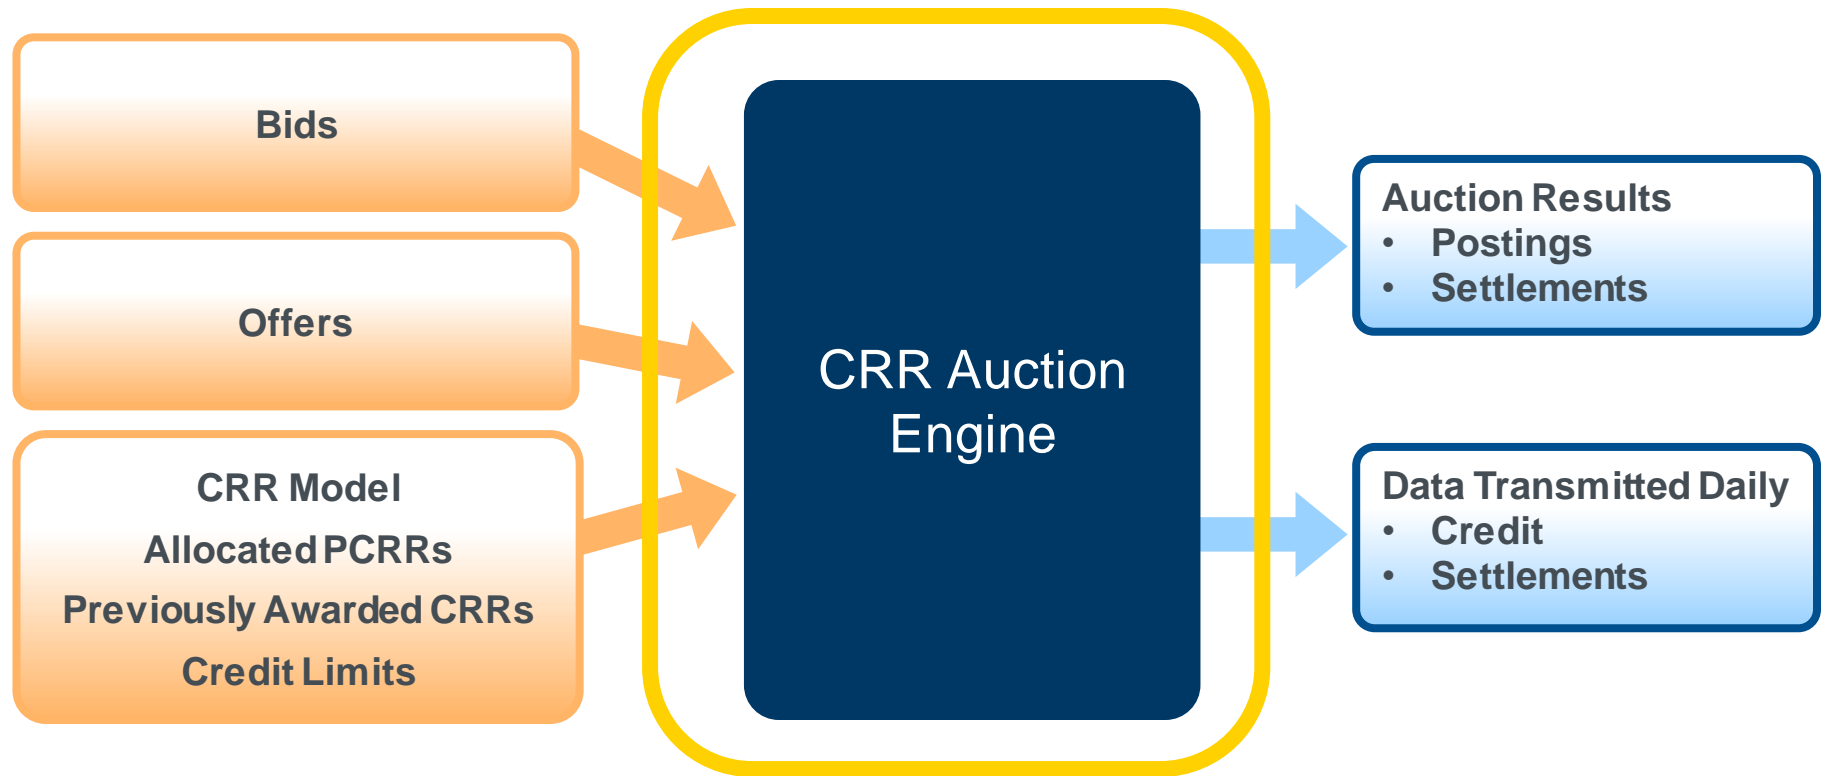 Bids
Offers
CRR Model
Allocated PCRRs
Previously Awarded CRRs
Credit Limits
CRR Auction
Engine
Auction Results
• Postings
• Settlements
Data Transmitted Daily
• Credit
• Settlements